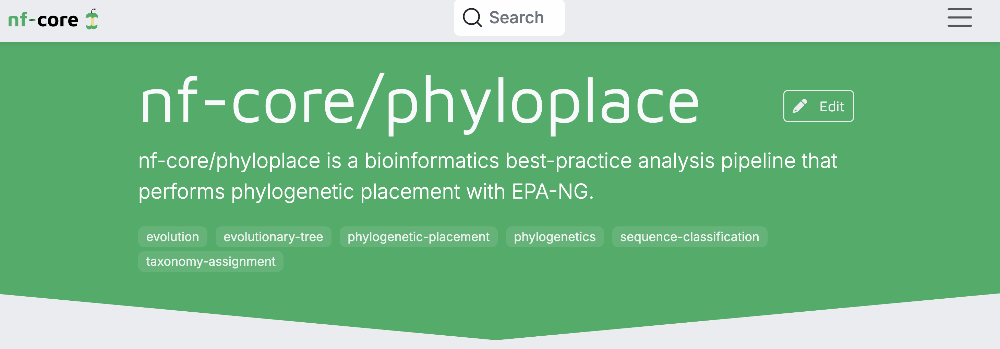 nf-core
Search
nf-core/phyloplace
Edit
nf-core/phyloplace is a bioinformatics best-practice analysis pipeline that
performs phylogenetic placement with EPA-NG.
evolution evolutionary-tree phylogenetic-placement phylogenetics sequence-classification
taxonomy-assignment